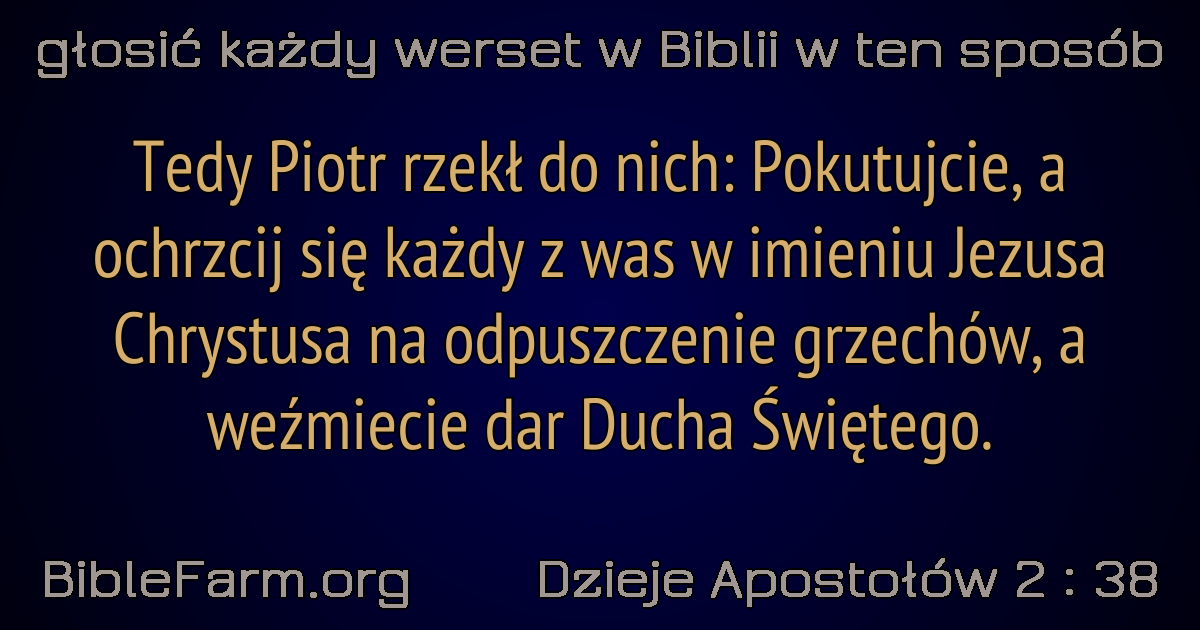 głosić każdy werset w Biblii w ten sposób
Tedy Piotr rzekł do nich: Pokutujcie, a
ochrzcij się każdy z was w imieniu Jezusa
Chrystusa na odpuszczenie grzechów, a
weźmiecie dar Ducha Świętego.
BibleFarm.org
Dzieje Apostołów 2 : 38